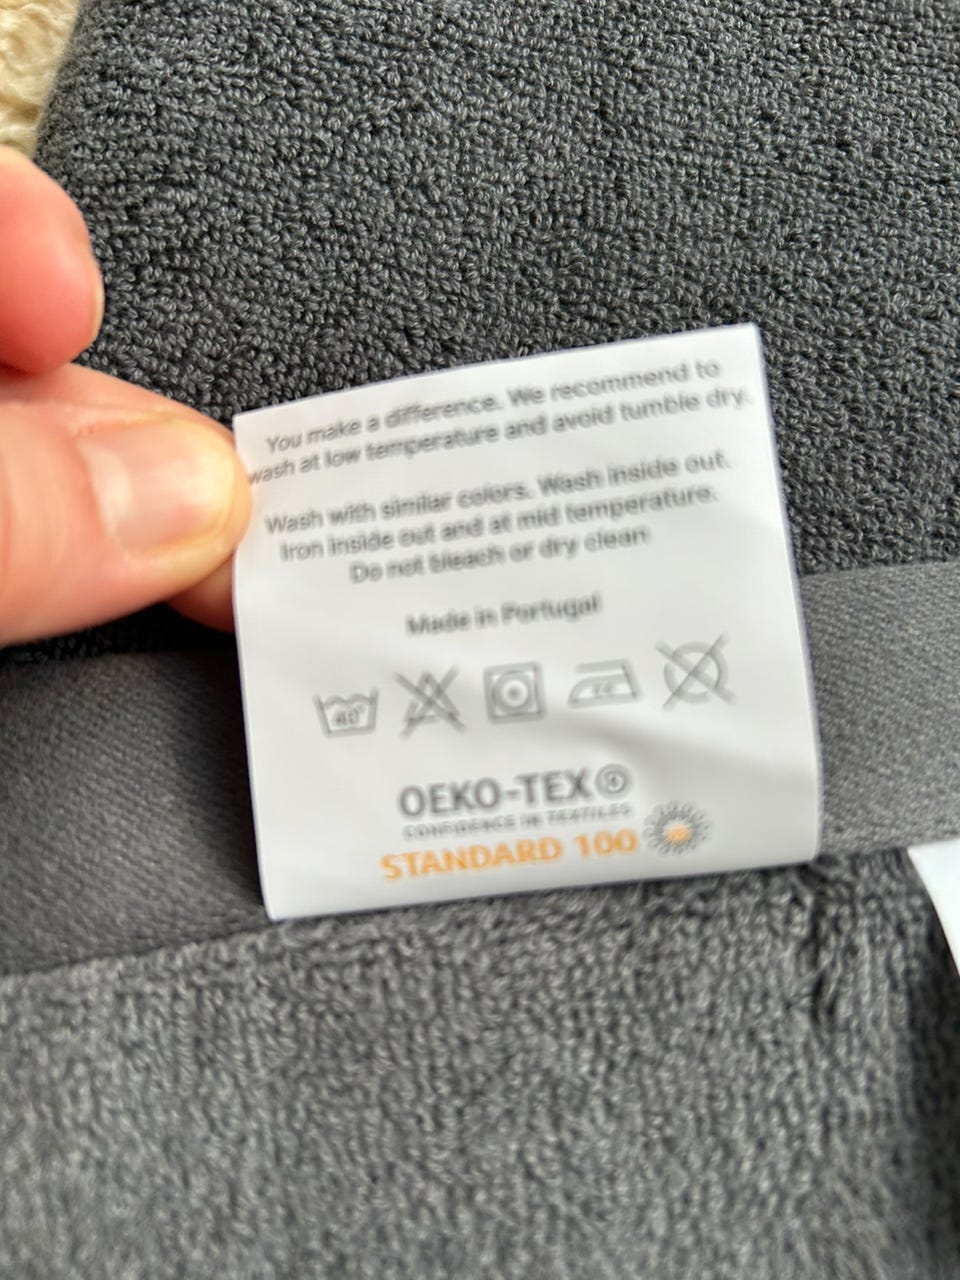 You make a difference. We recommend to
wash at low temperature and avoid tumble dry.
Wash with similar colors. Wash inside out.
Iron inside out and at mid temperature.
Do not bleach or dry clean
Made in Portugal
40°
OEKO-TEX®
CONFIDENCE IN TEXTILES
STANDARD 100